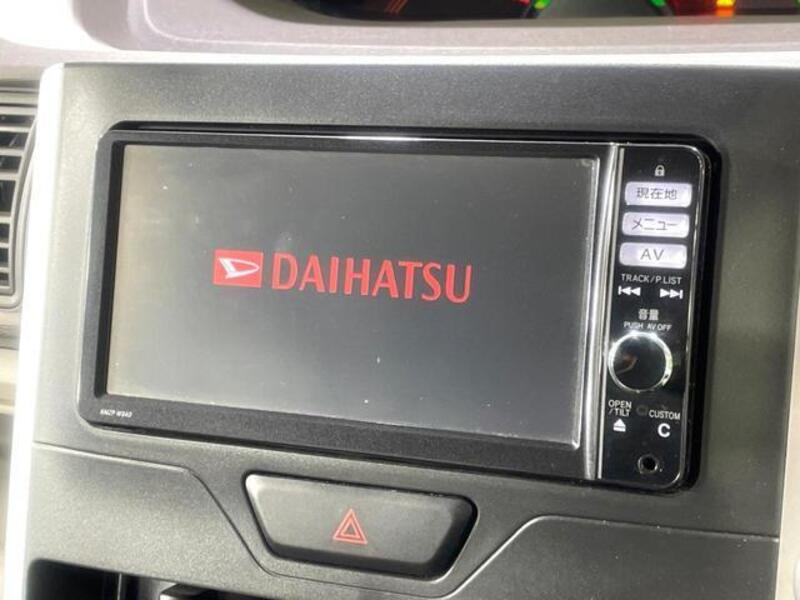 DAIHATSU
現在地
メニュー
AV
TRACK/P.LIST
音量
PUSH AV OFF
OPEN
/TILT
CUSTOM
C